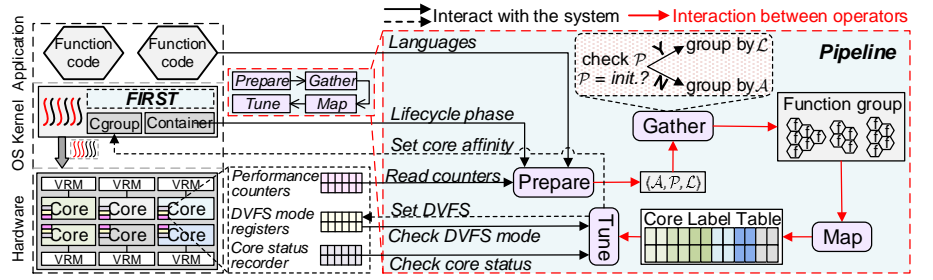 Interact with the system
Interaction between operators
Application
Function
code
Function
code
OS Kernel
FIRST
Cgroup
Container
Hardware
VRM
VRM
VRM
Core
Core
Core
Core
Core
Core
VRM
VRM
VRM
Prepare
Gather
Tune
Map
Performance
counters
DVFS mode
registers
Core status
recorder
Languages
Lifecycle phase
Set core affinity
Read counters
Set DVFS
Check DVFS mode
Check core status
Pipeline
check 𝒫
𝒫 = init.?
Y
group by ℒ
N
group by 𝒜
Gather
Function group
Prepare
⟨𝒜, 𝒫, ℒ⟩
Tune
Core Label Table
Map